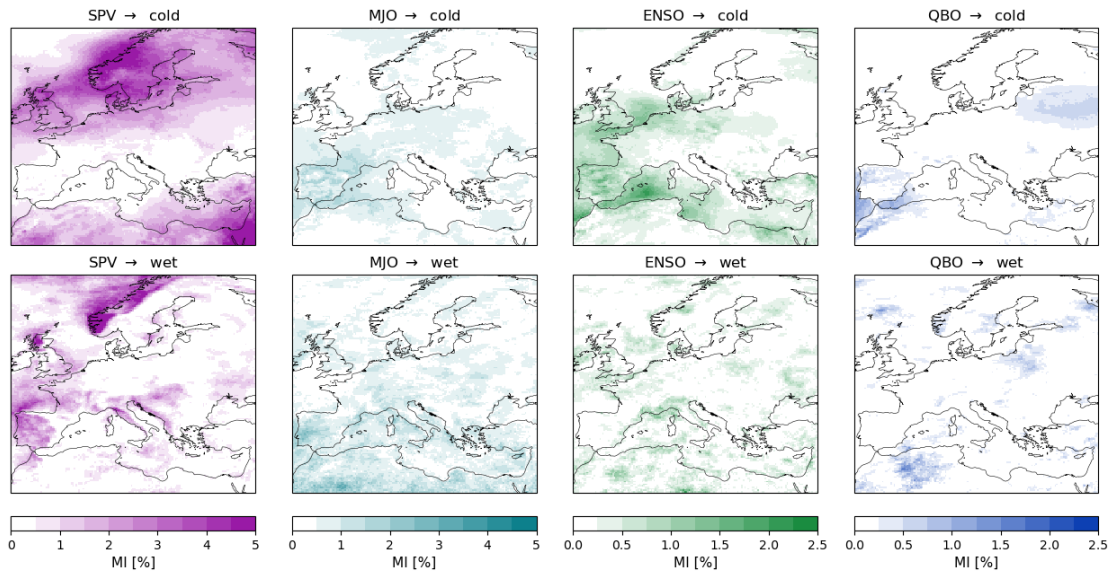 SPV → cold
MJO → cold
ENSO → cold
QBO → cold
SPV → wet
MJO → wet
ENSO → wet
QBO → wet
0 1 2 3 4 5
0 1 2 3 4 5
0.0 0.5 1.0 1.5 2.0 2.5
0.0 0.5 1.0 1.5 2.0 2.5
MI [%]
MI [%]
MI [%]
MI [%]